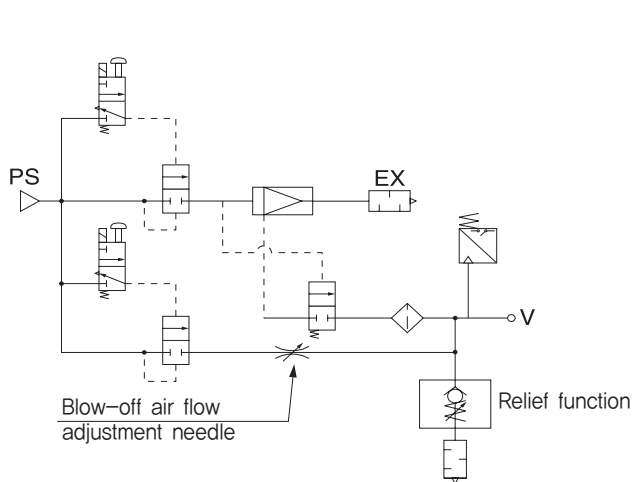 PS
EX
V
Blow-off air flow
adjustment needle
Relief function